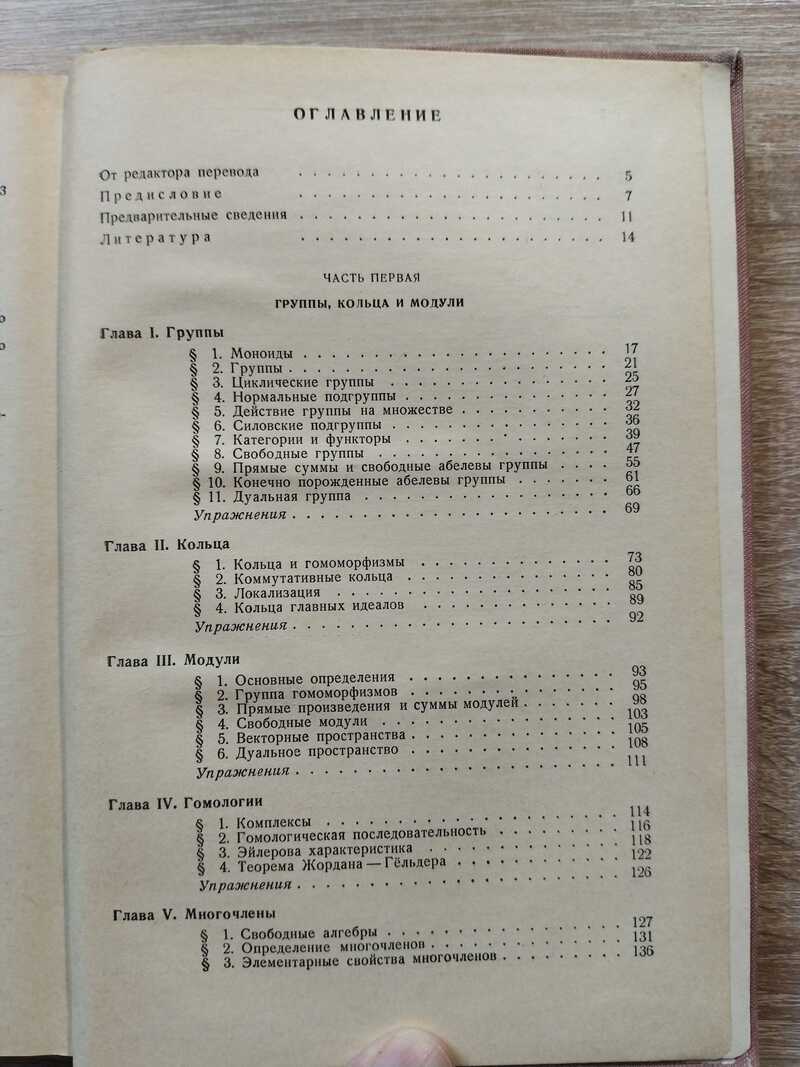 ОГЛАВЛЕНИЕ
От редактора перевода . . . . . . . . . . . . . . . . . . . . . . 5
Предисловие . . . . . . . . . . . . . . . . . . . . . . 7
Предварительные сведения . . . . . . . . . . . . . . . . . . . . . . 11
Литература . . . . . . . . . . . . . . . . . . . . . . 14
ЧАСТЬ ПЕРВАЯ
ГРУППЫ, КОЛЬЦА И МОДУЛИ
Глава I. Группы
§ 1. Моноиды . . . . . . . . . . . . . . . . . . . . . . 17
§ 2. Группы . . . . . . . . . . . . . . . . . . . . . . 21
§ 3. Циклические группы . . . . . . . . . . . . . . . . 25
§ 4. Нормальные подгруппы . . . . . . . . . . . . . . . 27
§ 5. Действие группы на множестве . . . . . . . . . . . 32
§ 6. Силовские подгруппы . . . . . . . . . . . . . . . . 36
§ 7. Категории и функторы . . . . . . . . . . . . . . . 39
§ 8. Свободные группы . . . . . . . . . . . . . . . . . 47
§ 9. Прямые суммы и свободные абелевы группы . . . . 55
§ 10. Конечно порожденные абелевы группы . . . . . . . 61
§ 11. Дуальная группа . . . . . . . . . . . . . . . . . . 66
Упражнения . . . . . . . . . . . . . . . . . . . . . . 69
Глава II. Кольца
§ 1. Кольца и гомоморфизмы . . . . . . . . . . . . . . 73
§ 2. Коммутативные кольца . . . . . . . . . . . . . . . 80
§ 3. Локализация . . . . . . . . . . . . . . . . . . . . 85
§ 4. Кольца главных идеалов . . . . . . . . . . . . . . 89
Упражнения . . . . . . . . . . . . . . . . . . . . . . 92
Глава III. Модули
§ 1. Основные определения . . . . . . . . . . . . . . . 93
§ 2. Группа гомоморфизмов . . . . . . . . . . . . . . . 95
§ 3. Прямые произведения и суммы модулей . . . . . . . 98
§ 4. Свободные модули . . . . . . . . . . . . . . . . . 103
§ 5. Векторные пространства . . . . . . . . . . . . . . 105
§ 6. Дуальное пространство . . . . . . . . . . . . . . . 108
Упражнения . . . . . . . . . . . . . . . . . . . . . . 111
Глава IV. Гомологии
§ 1. Комплексы . . . . . . . . . . . . . . . . . . . . . 114
§ 2. Гомологическая последовательность . . . . . . . . . 116
§ 3. Эйлерова характеристика . . . . . . . . . . . . . . 118
§ 4. Теорема Жордана — Гёльдера . . . . . . . . . . . . 122
Упражнения . . . . . . . . . . . . . . . . . . . . . . 126
Глава V. Многочлены
§ 1. Свободные алгебры . . . . . . . . . . . . . . . . . 127
§ 2. Определение многочленов . . . . . . . . . . . . . . 131
§ 3. Элементарные свойства многочленов . . . . . . . . . 136